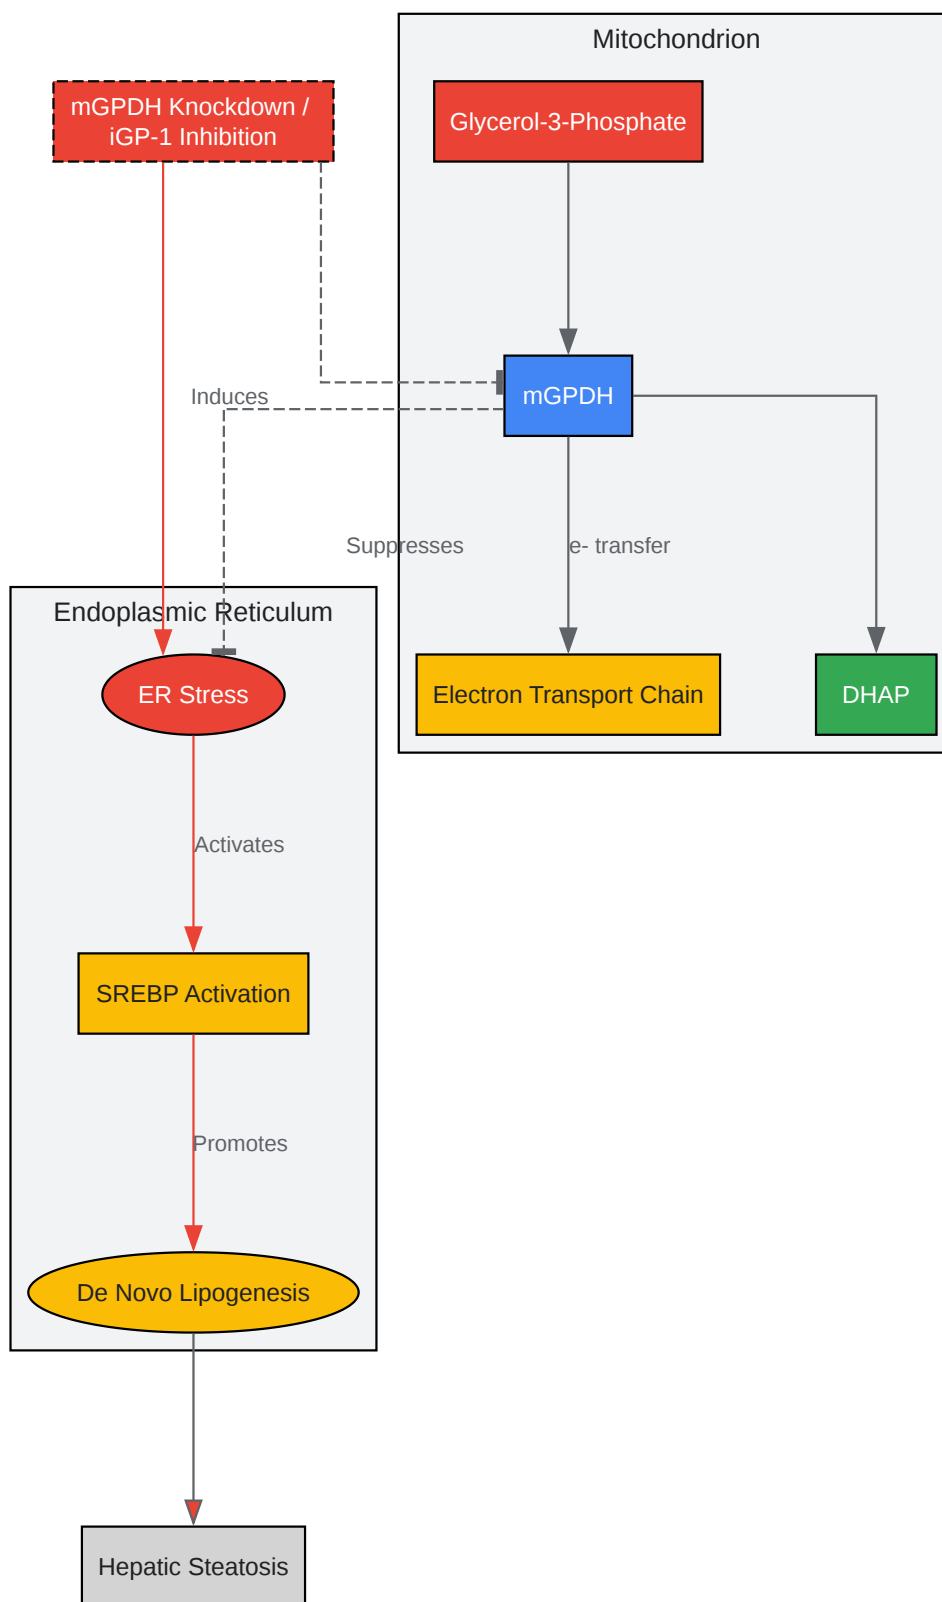 Mitochondrion
mGPDH Knockdown /
iGP-1 Inhibition
Glycerol-3-Phosphate
mGPDH
Induces
Suppresses
e- transfer
Endoplasmic Reticulum
ER Stress
Electron Transport Chain
DHAP
Activates
SREBP Activation
Promotes
De Novo Lipogenesis
Hepatic Steatosis